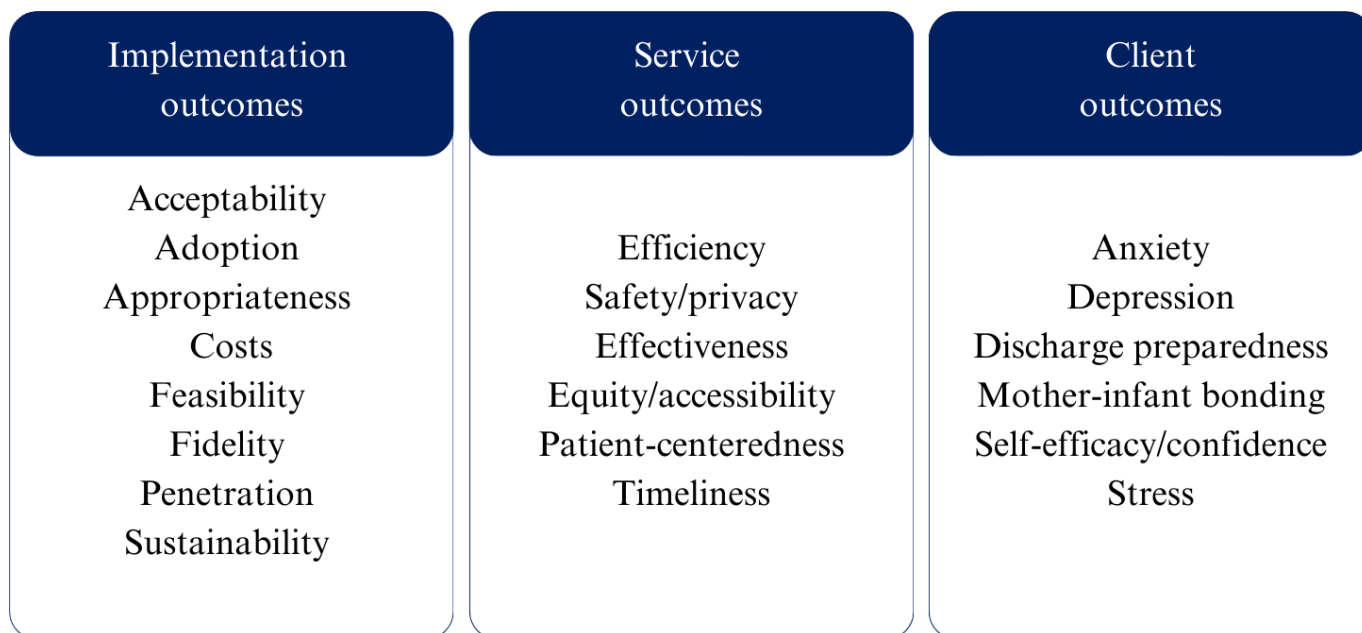 Implementation
outcomes
Acceptability
Adoption
Appropriateness
Costs
Feasibility
Fidelity
Penetration
Sustainability
Service
outcomes
Efficiency
Safety/privacy
Effectiveness
Equity/accessibility
Patient-centeredness
Timeliness
Client
outcomes
Anxiety
Depression
Discharge preparedness
Mother-infant bonding
Self-efficacy/confidence
Stress